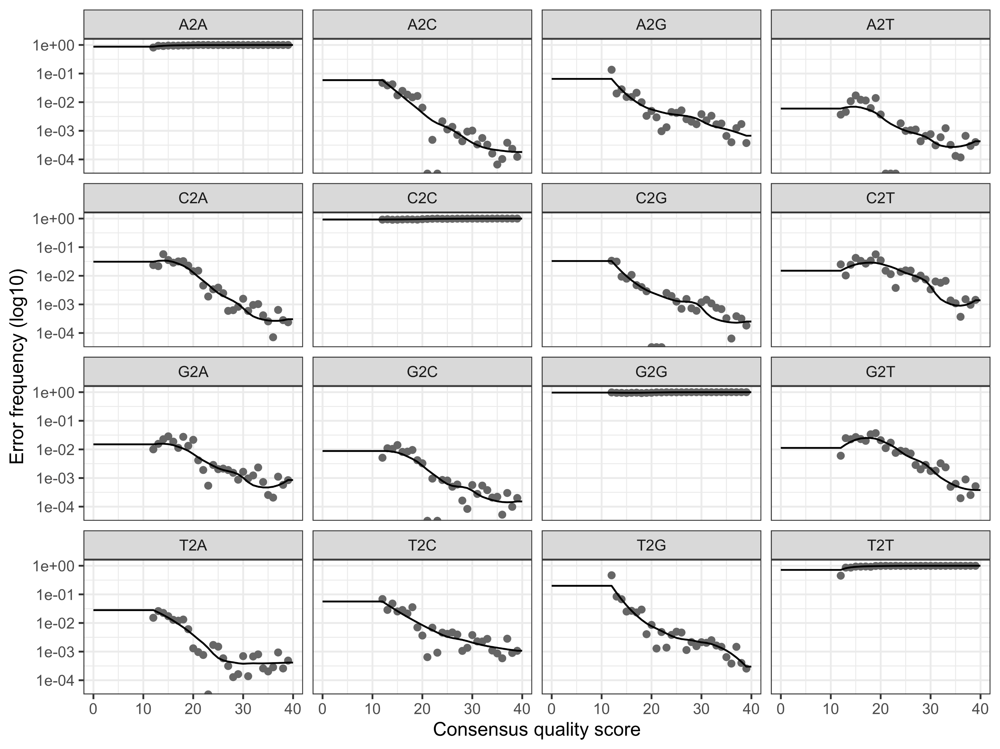 A2A A2C A2G A2T
1e+00
1e-01
1e-02
1e-03
1e-04
C2A C2C C2G C2T
1e+00
1e-01
1e-02
1e-03
1e-04
G2A G2C G2G G2T
1e+00
1e-01
1e-02
1e-03
1e-04
T2A T2C T2G T2T
1e+00
1e-01
1e-02
1e-03
1e-04
0 10 20 30 40 0 10 20 30 40 0 10 20 30 40 0 10 20 30 40
Consensus quality score
Error frequency (log10)